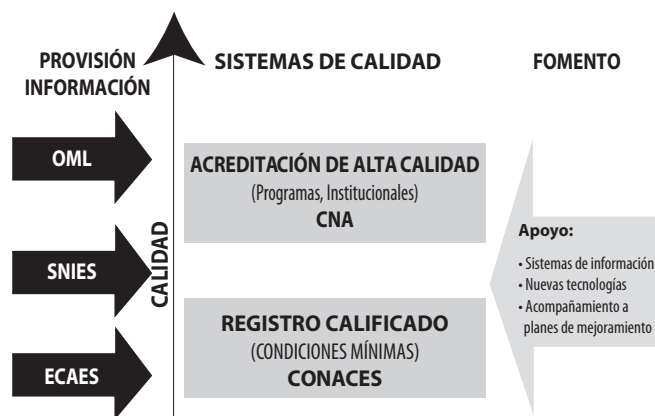 PROVISIÓN
INFORMACIÓN
SISTEMAS DE CALIDAD
FOMENTO
OML
SNIES
ECAES
CALIDAD
ACREDITACIÓN DE ALTA CALIDAD
(Programas, Institucionales)
CNA
REGISTRO CALIFICADO
(CONDICIONES MÍNIMAS)
CONACES
Apoyo:
• Sistemas de información
• Nuevas tecnologías
• Acompañamiento a
planes de mejoramiento